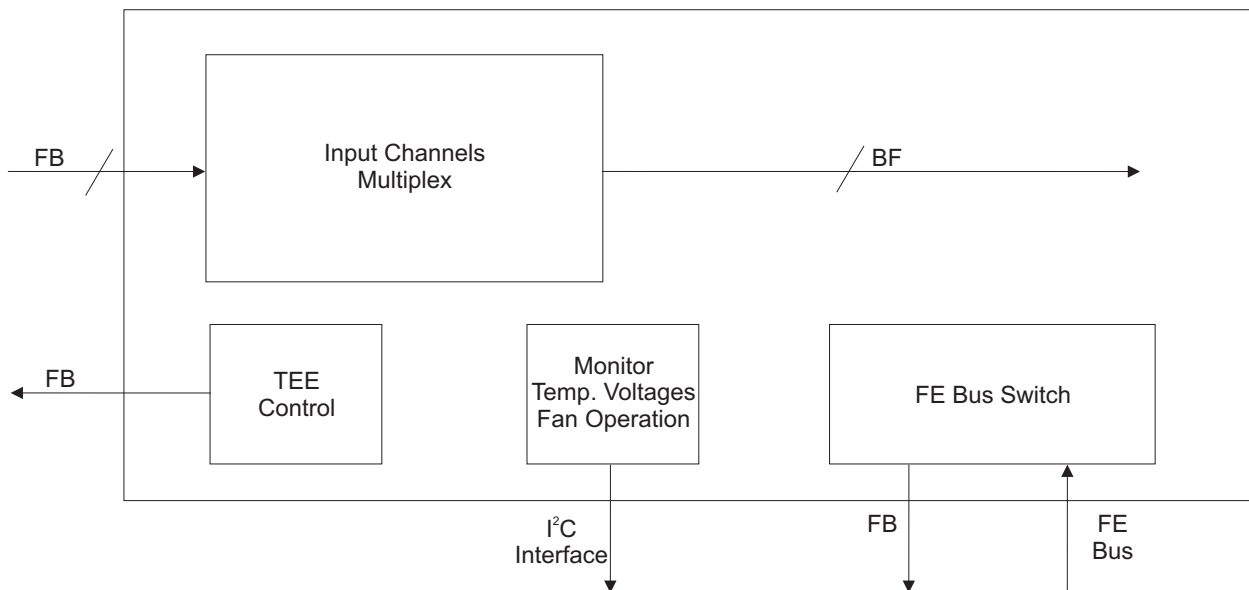 Input Channels
Multiplex
FB
BF
TEE
Control
FB
Monitor
Temp. Voltages
Fan Operation
FE Bus Switch
I²C
Interface
FB
FE
Bus